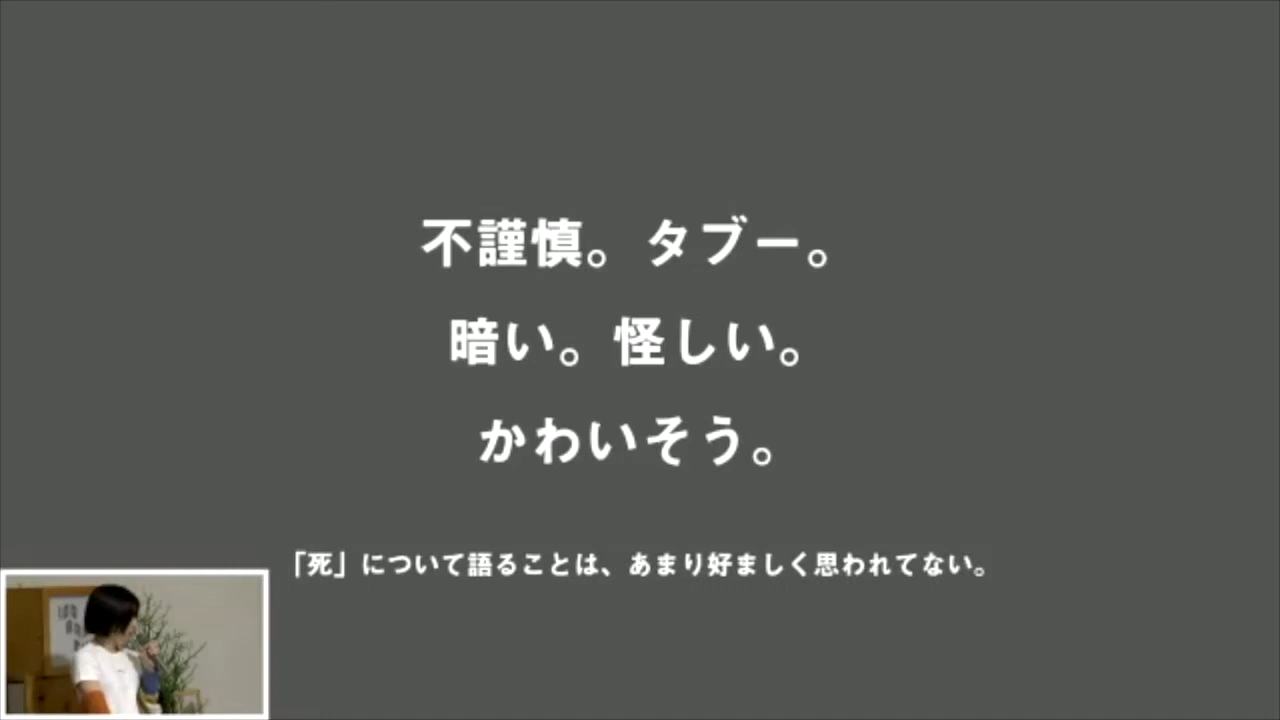 不謹慎。タブー。
暗い。怪しい。
かわいそう。
「死」について語ることは、あまり好ましく思われてない。